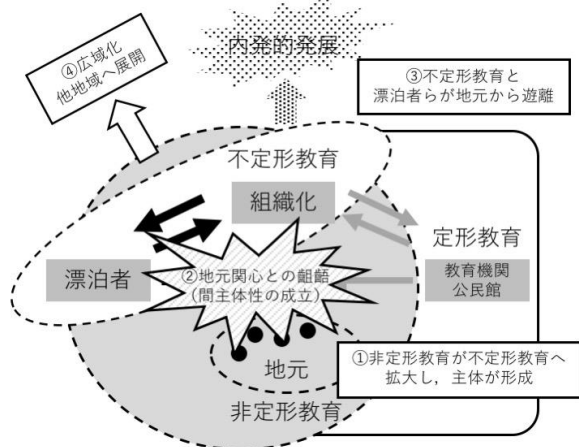 内発的発展
④広域化
他地域へ展開
③不定形教育と
漂泊者らが地元から遊離
不定形教育
組織化
定形教育
教育機関
公民館
漂泊者
②地元関心との齟齬
(間主体性の成立)
地元
非定形教育
①非定形教育が不定形教育へ
拡大し，主体が形成